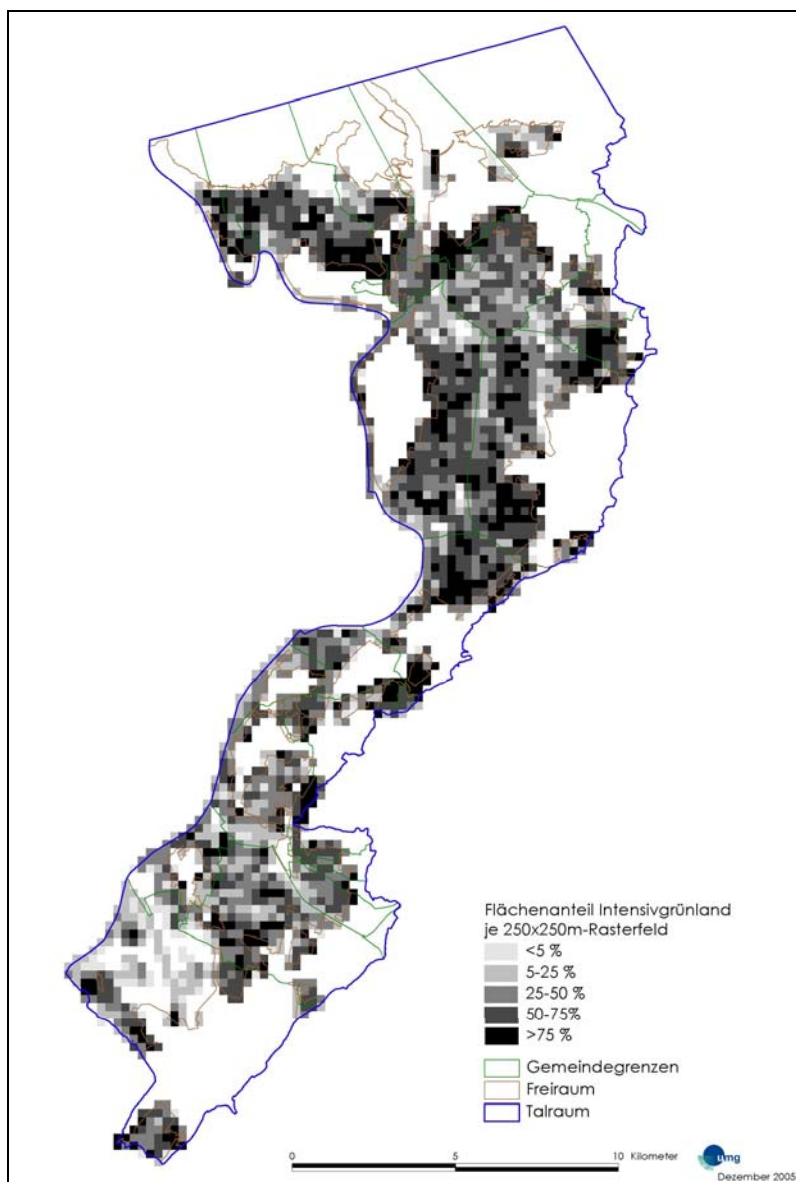 Flächenanteil Intensivgrünland
je 250x250m-Rasterfeld
<5 %
5-25 %
25-50 %
50-75%
>75 %
Gemeindegrenzen
Freiraum
Talraum
0 5 Kilometer 10
umg
Dezember 2005